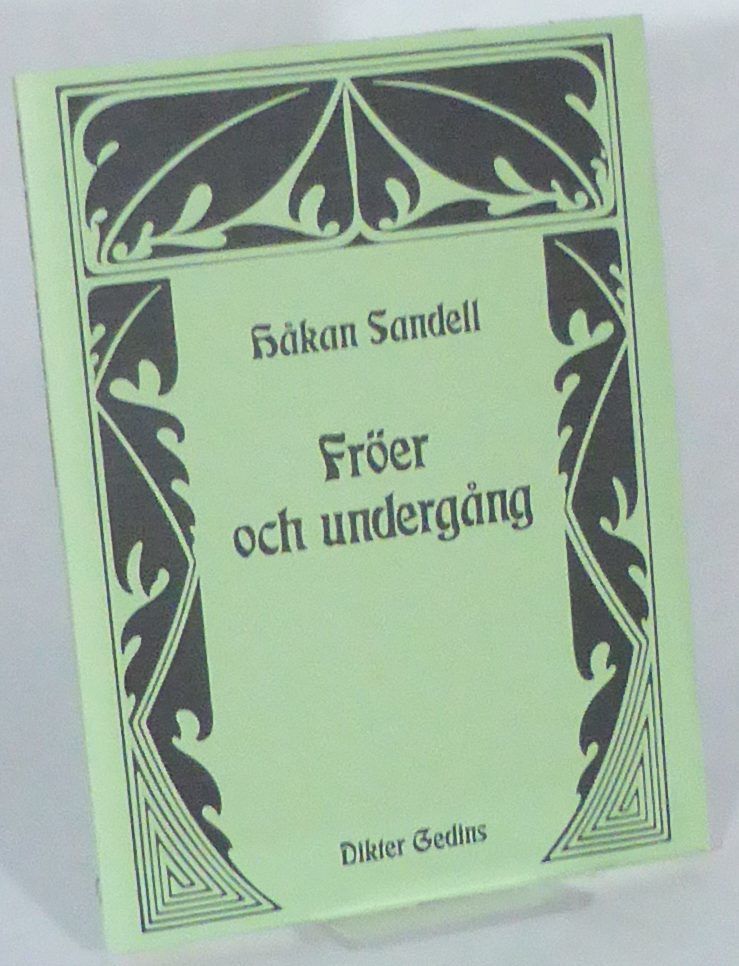 Håkan Sandell
Fröer
och undergång
Dikter Gedins